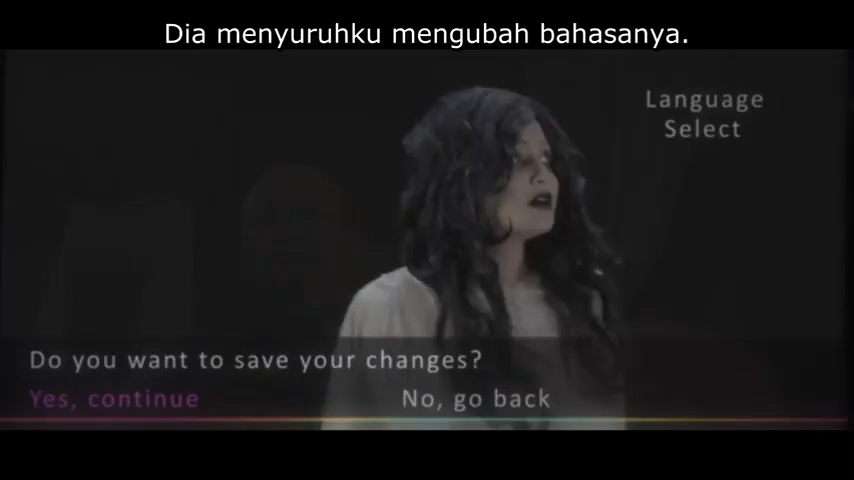 Dia menyuruhku mengubah bahasanya.
Language
Select
Do you want to save your changes?
Yes, continue
No, go back